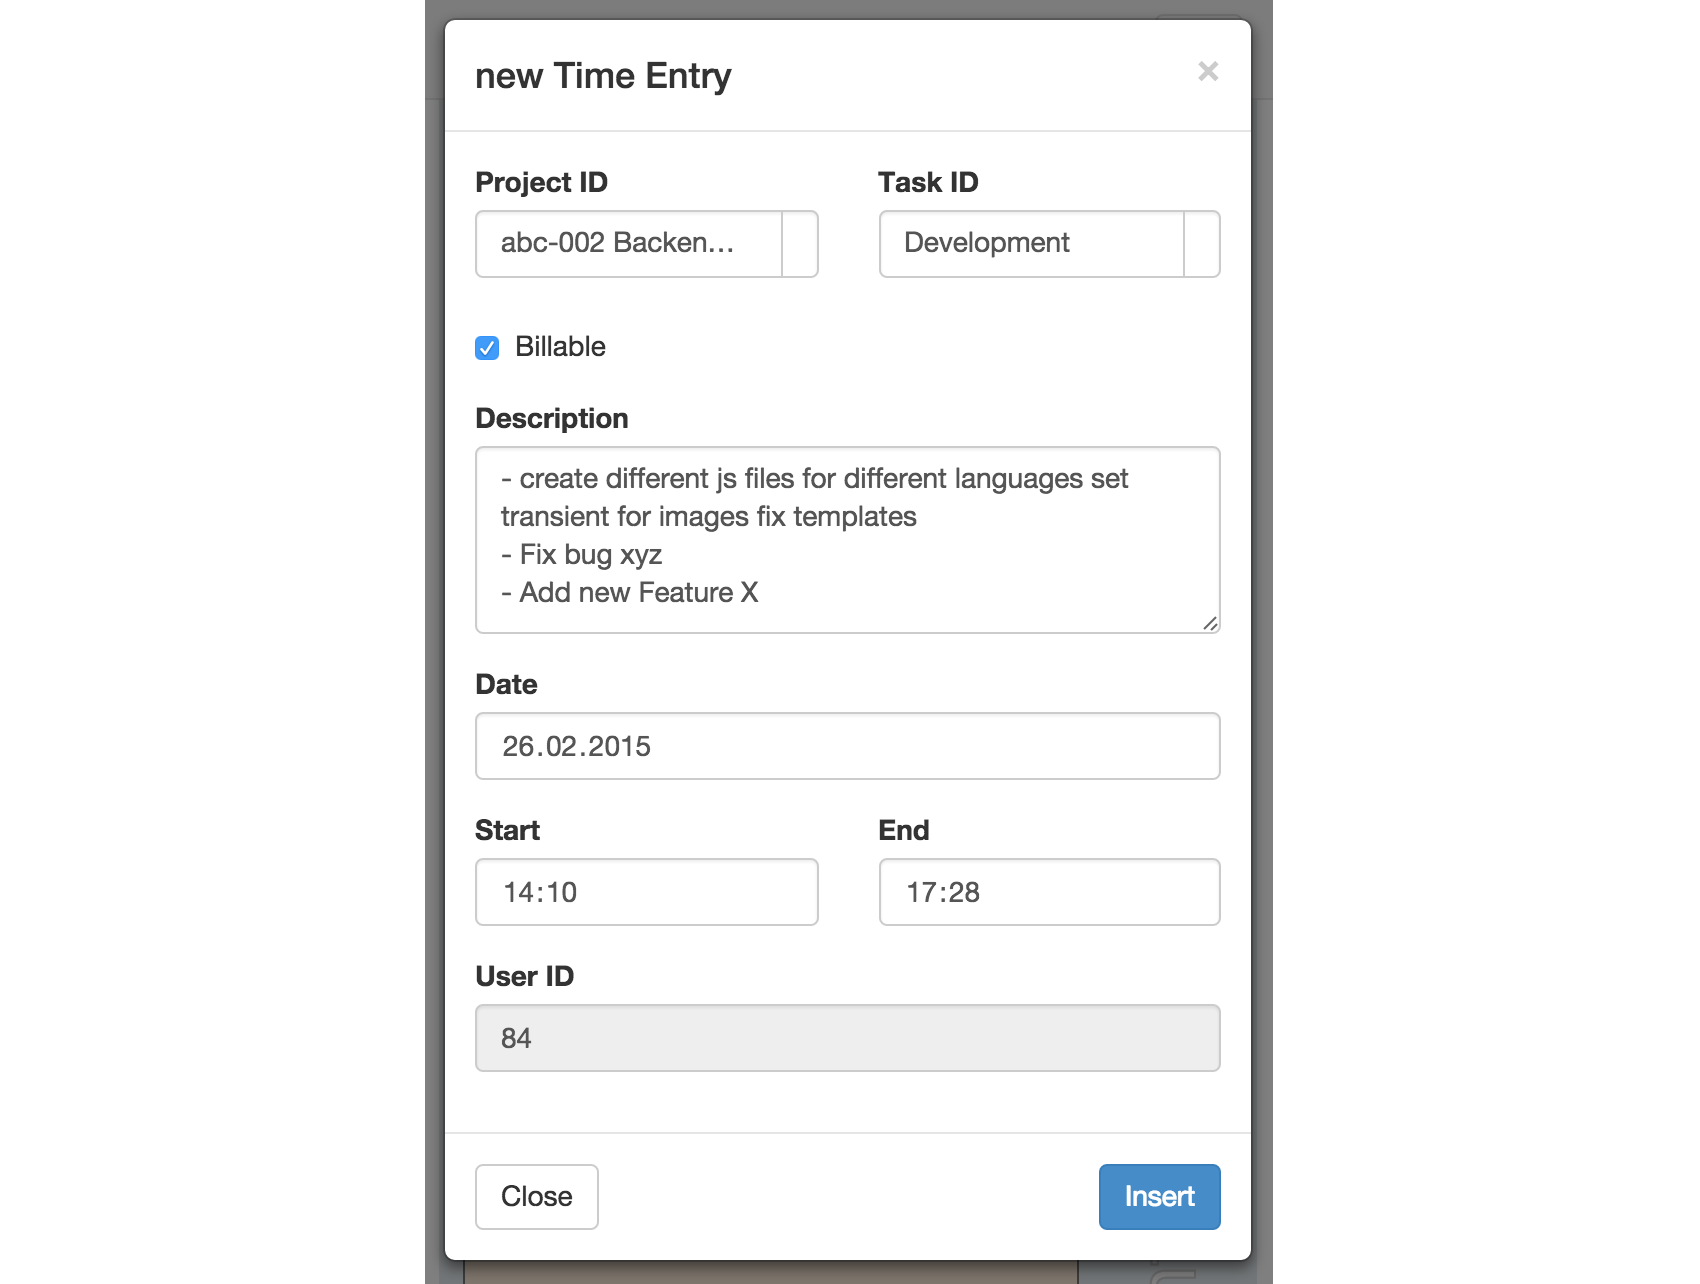 new Time Entry
×
Project ID
Task ID
abc-002 Backen...
Development
Billable
Description
- create different js files for different languages set
transient for images fix templates
- Fix bug xyz
- Add new Feature X
Date
26.02.2015
Start
End
14:10
17:28
User ID
84
Close
Insert